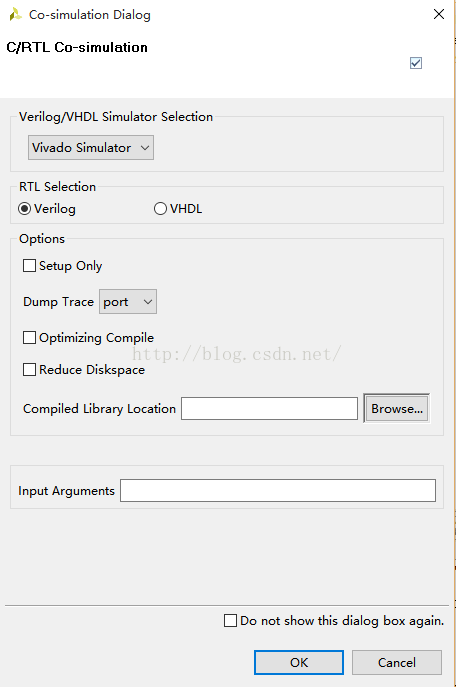 Co-simulation Dialog
C/RTL Co-simulation
Verilog/VHDL Simulator Selection
Vivado Simulator
RTL Selection
Verilog VHDL
Options
Setup Only
Dump Trace port
Optimizing Compile
http://blog.csdn.net/
Reduce Diskspace
Compiled Library Location Browse...
Input Arguments
Do not show this dialog box again.
OK Cancel